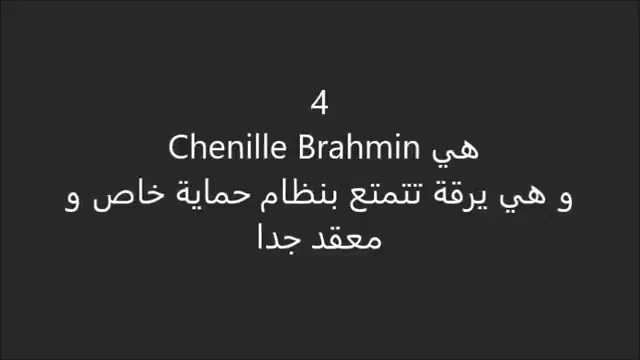 4
هي Chenille Brahmin
و هي يرقة تتمتع بنظام حماية خاص و
معقد جدا